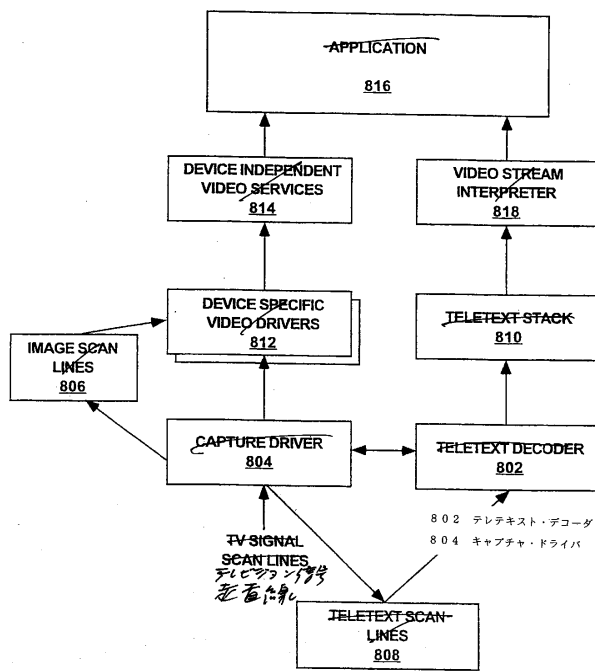 APPLICATION
816
DEVICE INDEPENDENT
VIDEO SERVICES
814
VIDEO STREAM
INTERPRETER
818
DEVICE SPECIFIC
VIDEO DRIVERS
812
TELETEXT STACK
810
IMAGE SCAN
LINES
806
CAPTURE DRIVER
804
TELETEXT DECODER
802
802 テレテキスト・デコーダ
804 キャプチャ・ドライバ
TV SIGNAL
SCAN LINES
テレビジョン信号
走査線
TELETEXT SCAN
LINES
808